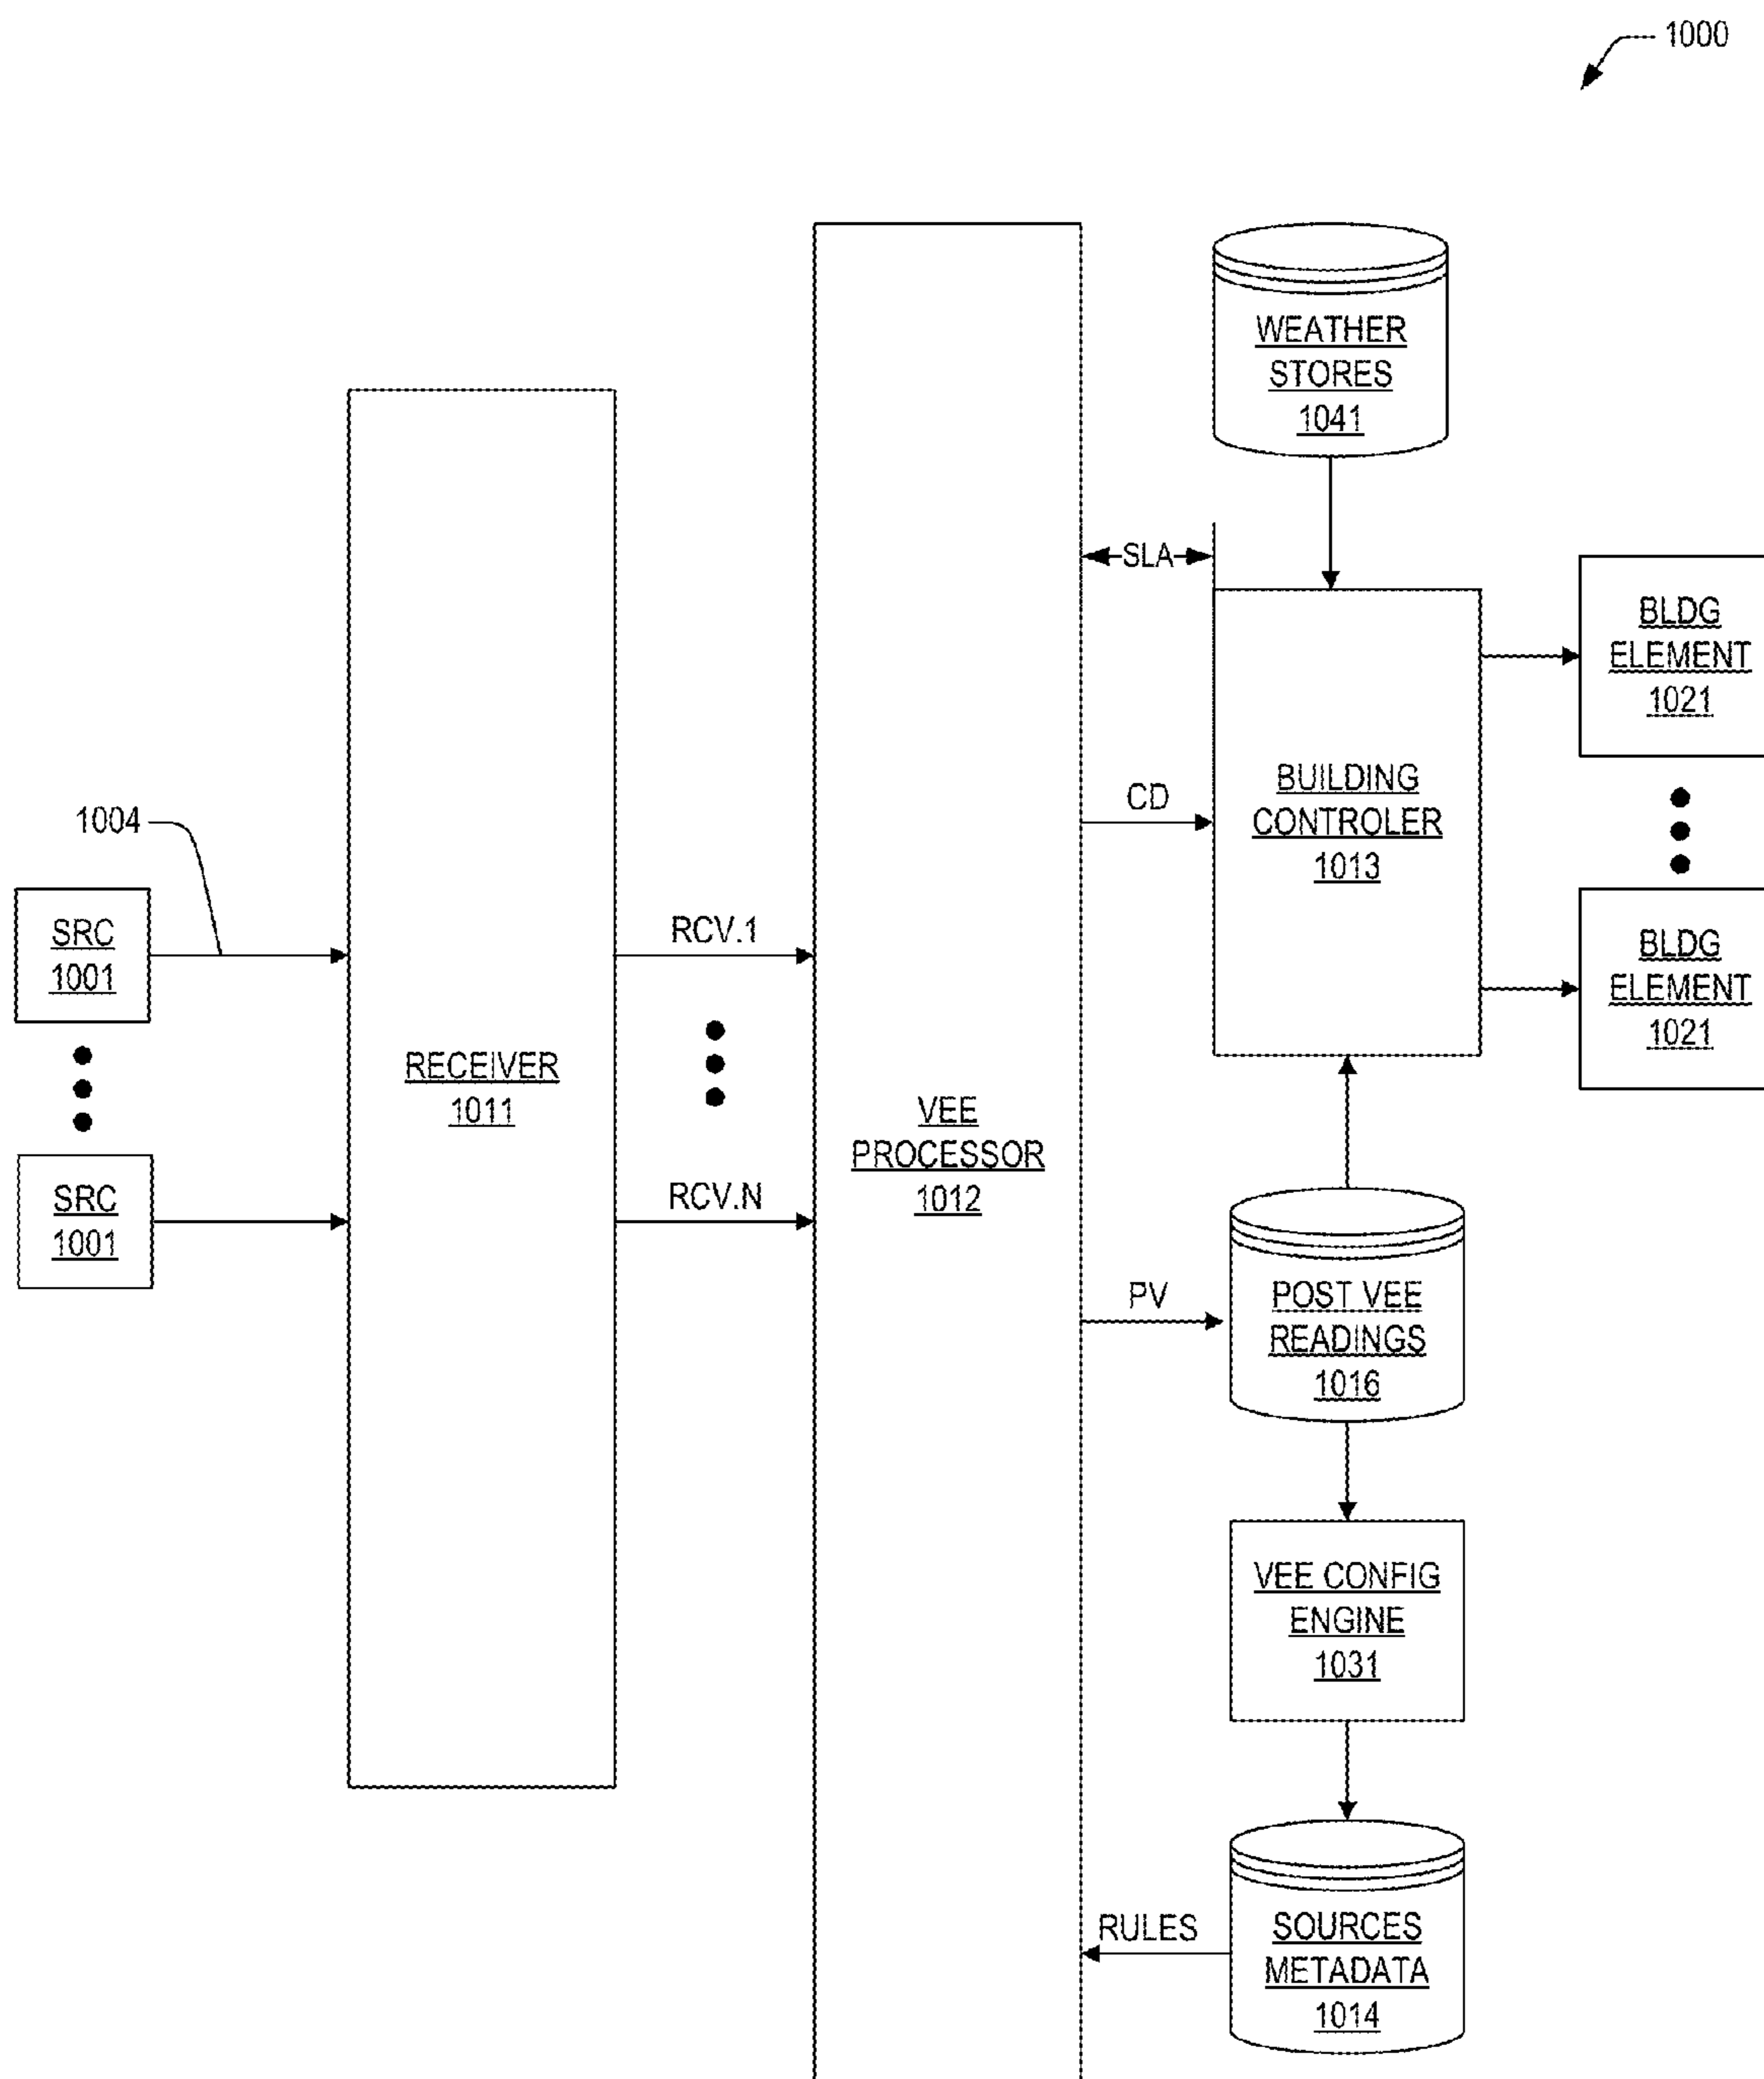 1000
WEATHER
STORES
1041
SLA
BLDG
ELEMENT
1021
BUILDING
CONTROLER
1013
CD
1004
SRC
1001
RCV.1
BLDG
ELEMENT
1021
RECEIVER
1011
VEE
PROCESSOR
1012
SRC
1001
RCV.N
PV
POST VEE
READINGS
1016
VEE CONFIG
ENGINE
1031
RULES
SOURCES
METADATA
1014